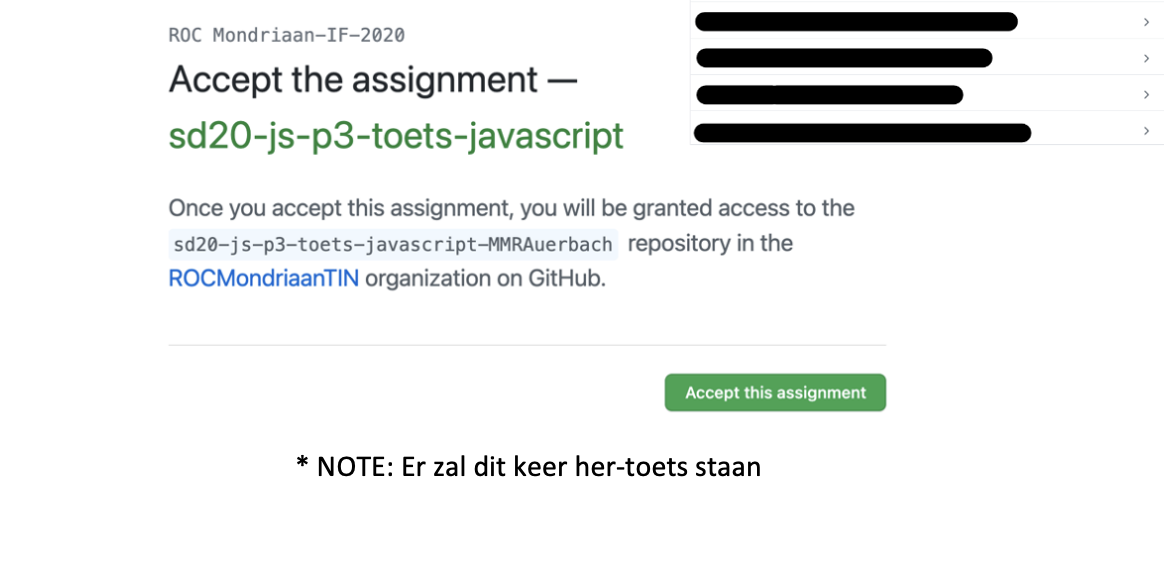 ROC Mondriaan-IF-2020
Accept the assignment —
sd20-js-p3-toets-javascript
Once you accept this assignment, you will be granted access to the
sd20-js-p3-toets-javascript-MMRAuerbach repository in the
ROCMondriaanTIN organization on GitHub.
Accept this assignment
* NOTE: Er zal dit keer her-toets staan